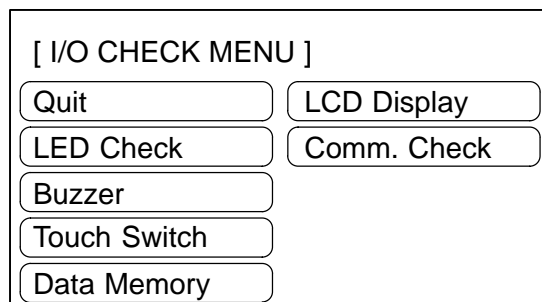 [ I/O CHECK MENU ]
Quit
LCD Display
LED Check
Comm. Check
Buzzer
Touch Switch
Data Memory